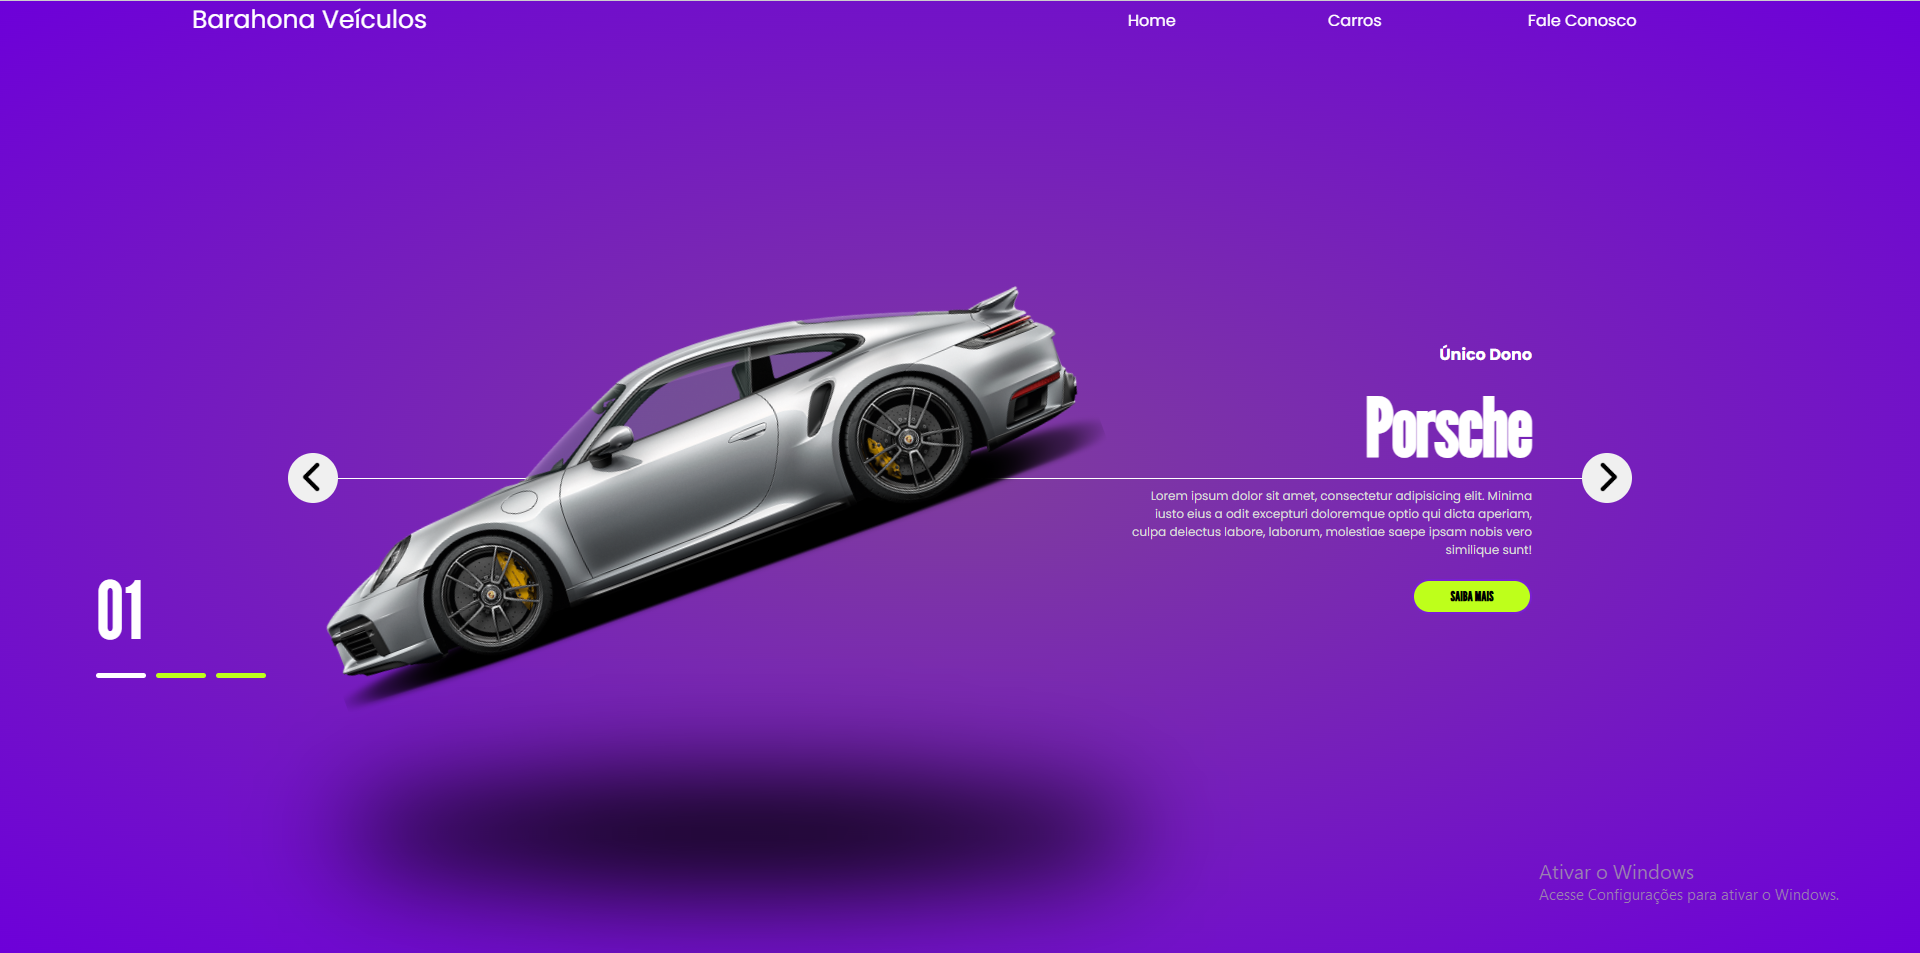 Barahona Veículos
Home
Carros
Fale Conosco
Único Dono
Porsche
Lorem ipsum dolor sit amet, consectetur adipisicing elit. Minima
iusto eius a odit excepturi doloremque optio qui dicta aperiam,
culpa delectus labore, laborum, molestiae saepe ipsam nobis vero
similique sunt!
SAIBA MAIS
01
Ativar o Windows
Acesse Configurações para ativar o Windows.